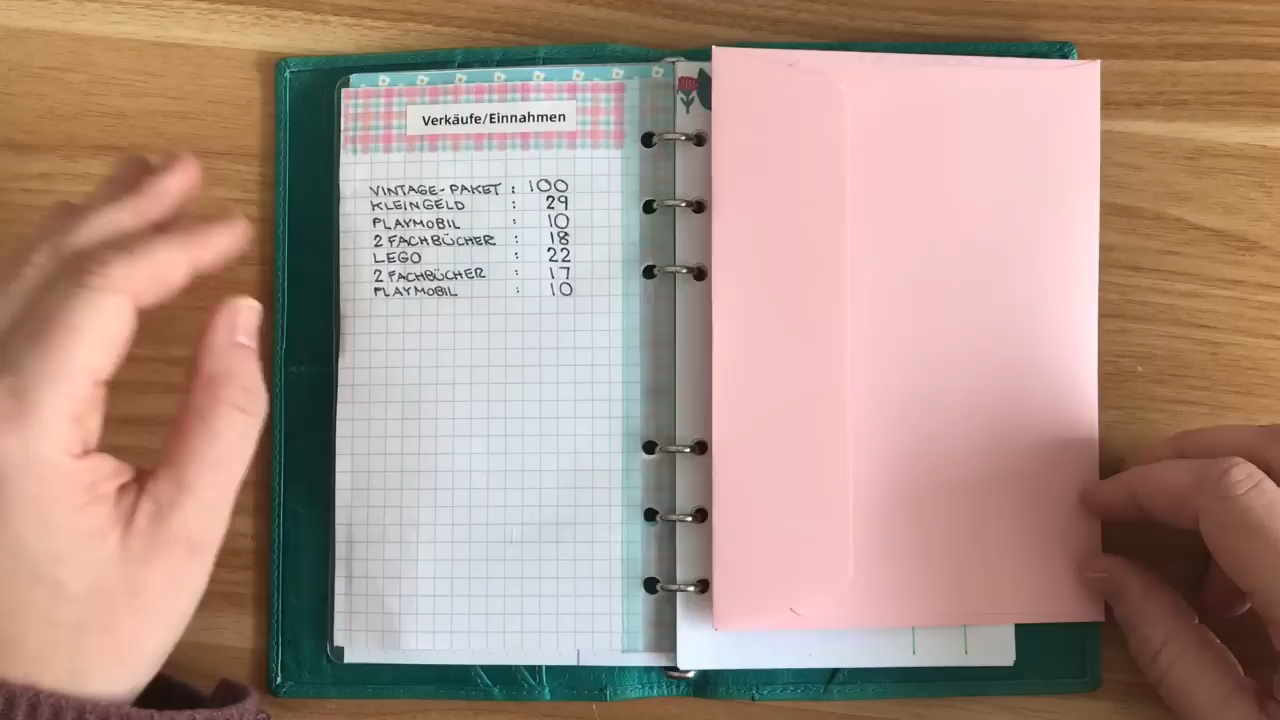 Verkäufe/Einnahmen
VINTAGE-PAKET : 100
KLEINGELD : 29
PLAYMOBIL : 10
2 FACHBÜCHER : 18
LEGO : 22
2 FACHBÜCHER : 17
PLAYMOBIL : 10